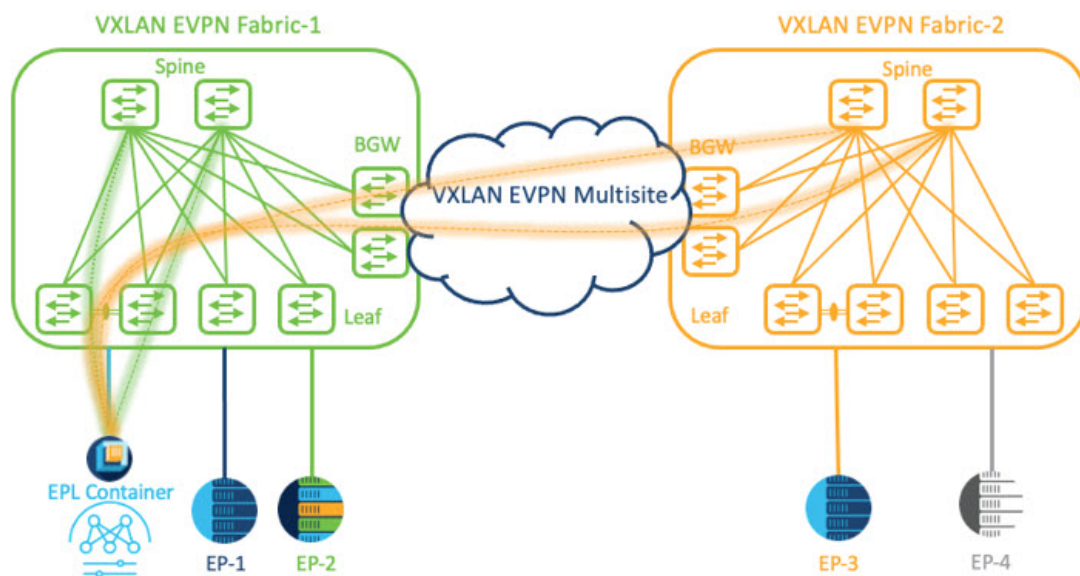 VXLAN EVPN Fabric-1
VXLAN EVPN Fabric-2
Spine
Spine
BGW
BGW
VXLAN EVPN Multisite
Leaf
Leaf
EPL Container
EP-1
EP-2
EP-3
EP-4